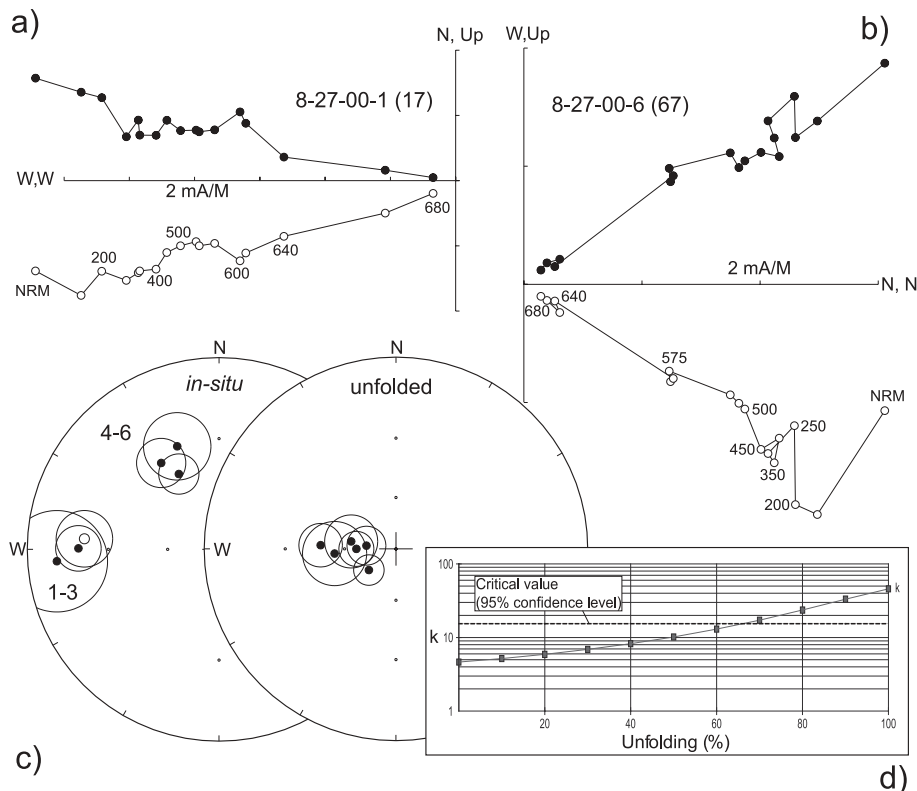 a)
N, Up
8-27-00-1 (17)
W,W
2 mA/M
680
640
600
500
400
200
NRM
b)
W,Up
8-27-00-6 (67)
2 mA/M
N, N
680
640
575
500
450
350
250
200
NRM
c)
N
in-situ
4-6
W
1-3
N
unfolded
W
d)
Critical value
(95% confidence level)
k
100
10
1
k
20
40
60
80
100
Unfolding (%)